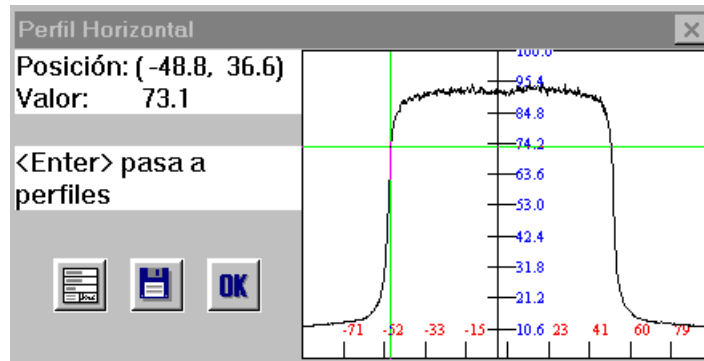 Perfil Horizontal
Posición: ( -48.8, 36.6)
Valor: 73.1
<Enter> pasa a
perfiles
OK
100.0
95.4
84.8
74.2
63.6
53.0
42.4
31.8
21.2
-71 -52 -33 -15 10.6 23 41 60 79